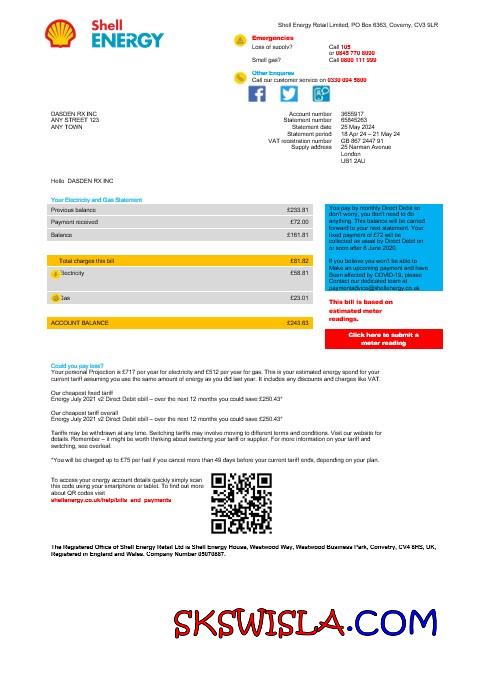 Shell
ENERGY
Shell Energy Retail Limited, PO Box 6363, Coventry, CV3 9LR
Emergencies
Loss of supply? Call 105
or 0845 770 8090
Smell gas? Call 0800 111 999
Other Enquires
Call our customer service on 0330 094 5800
DASDEN RX INC
ANY STREET 123
ANY TOWN
Account number 3655917
Statement number 65845263
Statement date 25 May 2024
Statement period 18 Apr 24 – 21 May 24
VAT registration number GB 867 2447 91
Supply address 25 Narman Avenue
London
UB1 2AU
Hello DASDEN RX INC
Your Electricity and Gas Statement
Previous balance £233.81
Payment received £72.00
Balance £161.81
Total charges this bill £81.82
Electricity £58.81
Gas £23.01
ACCOUNT BALANCE £243.63
You pay by monthly Direct Debit so
don't worry, you don't need to do
anything. This balance will be carried
forward to your next statement. Your
fixed payment of £72 will be
collected as usual by Direct Debit on
or soon after 8 June 2020.
If you believe you won't be able to
Make an upcoming payment and have
Been affected by COVID-19, please
Contact our dedicated team at
paymentadvice@shellenergy.co.uk
This bill is based on
estimated meter
readings.
Click here to submit a
meter reading
Could you pay less?
Your personal Projection is £717 per year for electricity and £512 per year for gas. This is your estimated energy spend for your
current tariff assuming you use the same amount of energy as you did last year. It includes any discounts and charges like VAT.
Our cheapest fixed tariff
Energy July 2021 v2 Direct Debit ebill – over the next 12 months you could save £250.43*
Our cheapest tariff overall
Energy July 2021 v2 Direct Debit ebill – over the next 12 months you could save £250.43*
Tariffs may be withdrawn at any time. Switching tariffs may involve moving to different terms and conditions. Visit our website for
details. Remember – it might be worth thinking about switching your tariff or supplier. For more information on your tariff and
switching, see overleaf.
*You will be charged up to £75 per fuel if you cancel more than 49 days before your current tariff ends, depending on your plan.
To access your energy account details quickly simply scan
this code using your smartphone or tablet. To find out more
about QR codes visit
shellenergy.co.uk/help/bills_and_payments
The Registered Office of Shell Energy Retail Ltd is Shell Energy House, Westwood Way, Westwood Business Park, Convetry, CV4 8HS, UK,
Registered in England and Wales. Company Number 05070887.
SKSWISLA.COM